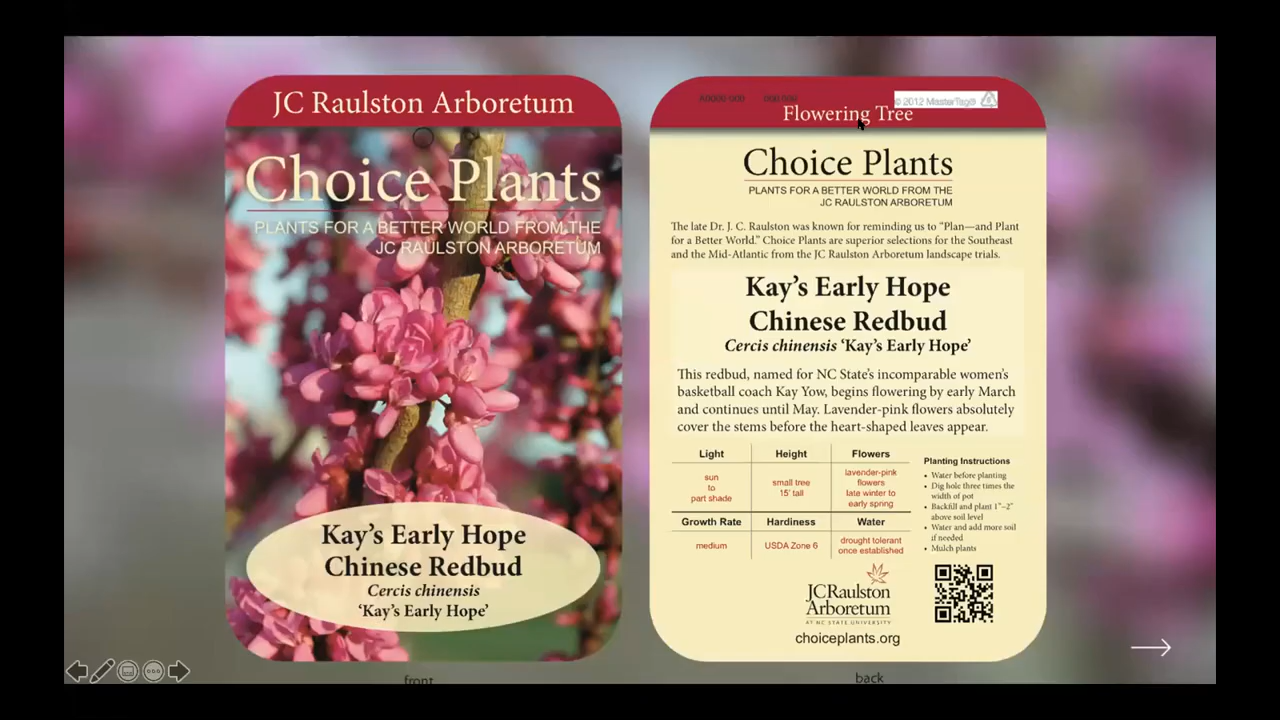 JC Raulston Arboretum
Choice Plants
PLANTS FOR A BETTER WORLD FROM THE
JC RAULSTON ARBORETUM
Kay's Early Hope
Chinese Redbud
Cercis chinensis
'Kay's Early Hope'
front
© 2012 MasterTag®
Flowering Tree
Choice Plants
PLANTS FOR A BETTER WORLD FROM THE
JC RAULSTON ARBORETUM
The late Dr. J. C. Raulston was known for reminding us to "Plan—and Plant
for a Better World." Choice Plants are superior selections for the Southeast
and the Mid-Atlantic from the JC Raulston Arboretum landscape trials.
Kay's Early Hope
Chinese Redbud
Cercis chinensis 'Kay's Early Hope'
This redbud, named for NC State's incomparable women's
basketball coach Kay Yow, begins flowering by early March
and continues until May. Lavender-pink flowers absolutely
cover the stems before the heart-shaped leaves appear.
Light
sun
to
part shade
Height
small tree
15' tall
Flowers
lavender-pink
flowers
late winter to
early spring
Growth Rate
medium
Hardiness
USDA Zone 6
Water
drought tolerant
once established
Planting Instructions
• Water before planting
• Dig hole three times the
width of pot
• Backfill and plant 1"–2"
above soil level
• Water and add more soil
if needed
• Mulch plants
JC Raulston
Arboretum
AT NC STATE UNIVERSITY
choiceplants.org
back